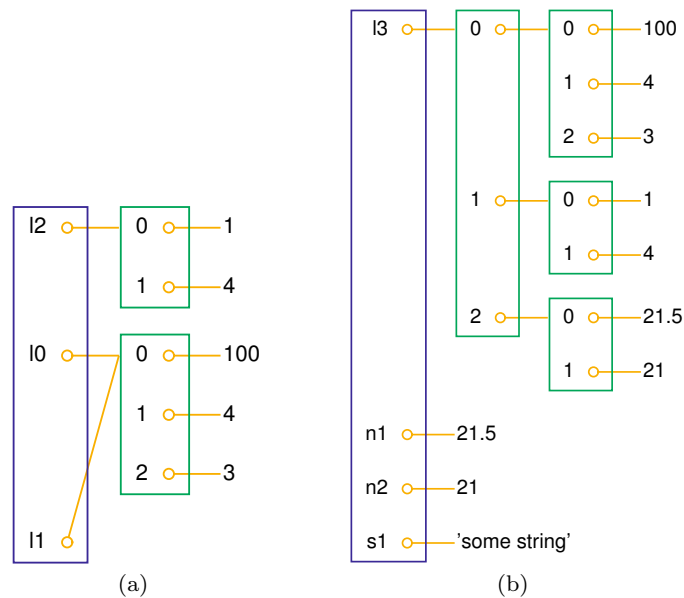 l2 0 1
1 4
l0 0 100
1 4
2 3
l1
(a)
l3 0 0 100
1 4
2 3
1 0 1
1 4
2 0 21.5
1 21
n1 21.5
n2 21
s1 'some string'
(b)